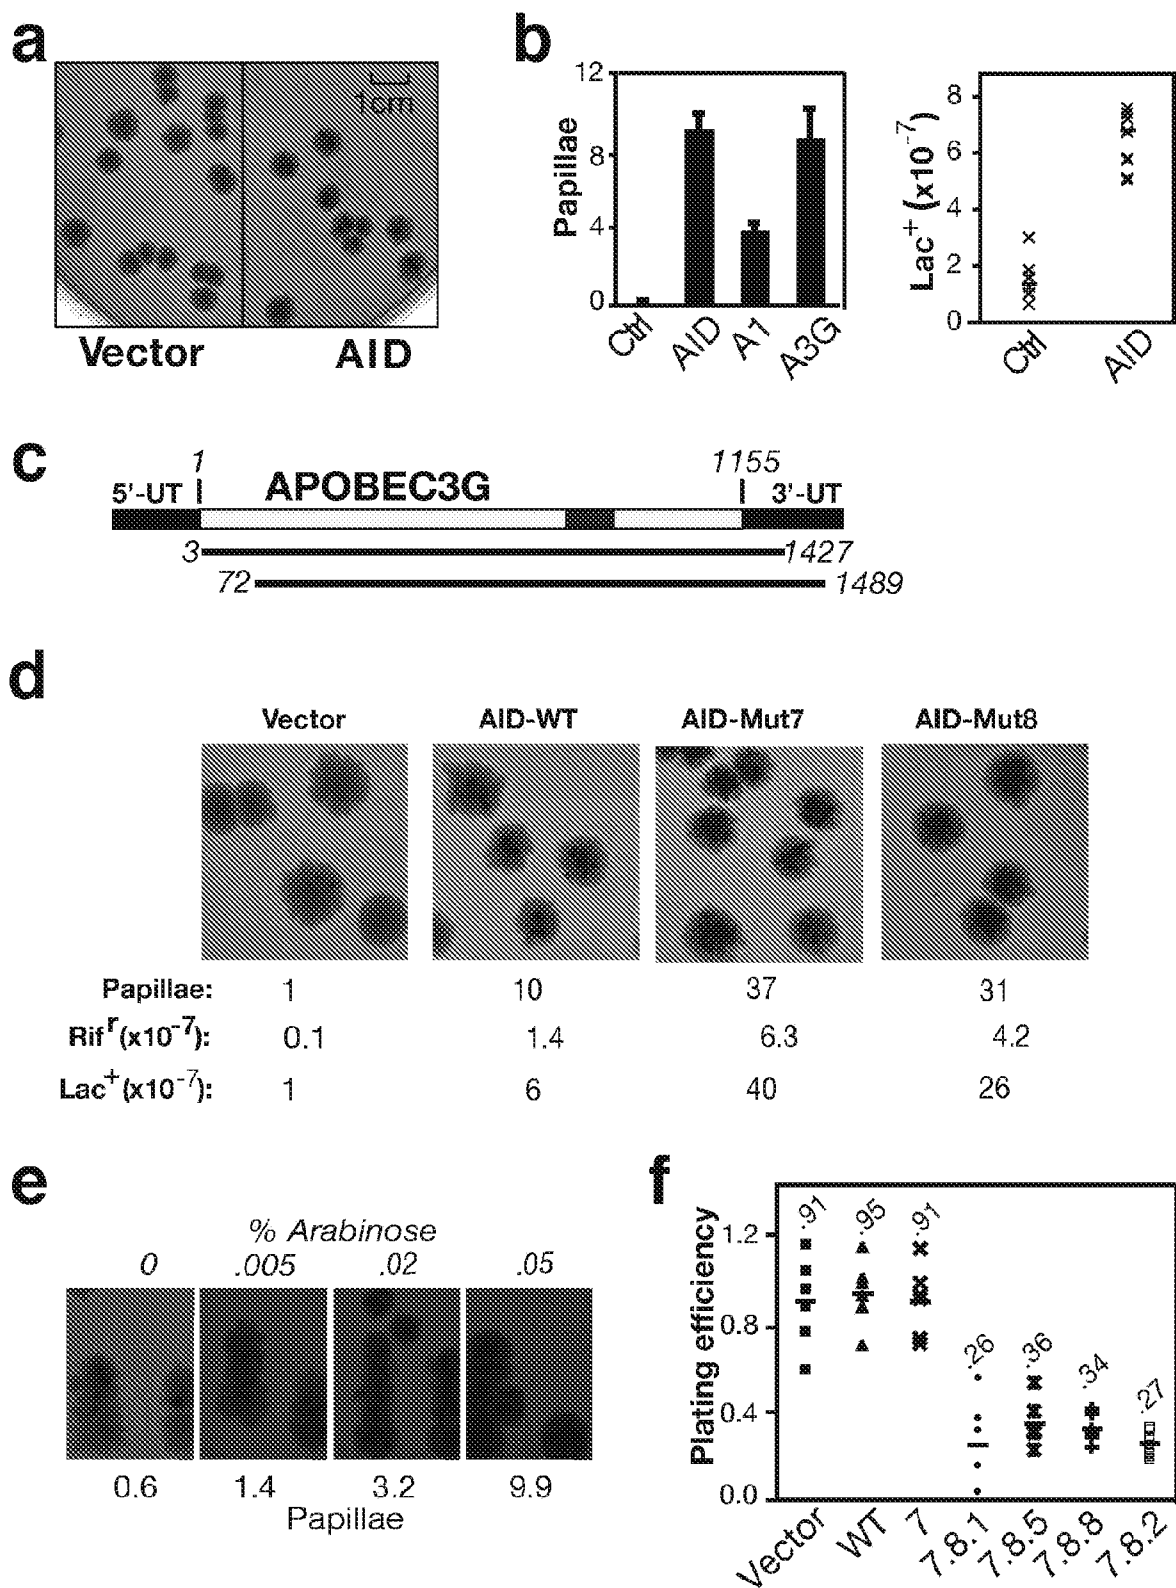 a
1cm
Vector AID
b
Papillae
12
8
4
0
Ctrl AID A1 A3G
Lac+ (x10-7)
8
6
4
2
0
Ctrl AID
c
1 1155
5'-UT APOBEC3G 3'-UT
3 1427
72 1489
d
Vector AID-WT AID-Mut7 AID-Mut8
Papillae: 1 10 37 31
Rifr(x10-7): 0.1 1.4 6.3 4.2
Lac+(x10-7): 1 6 40 26
e
% Arabinose
0 .005 .02 .05
0.6 1.4 3.2 9.9
Papillae
f
Plating efficiency
1.2
0.8
0.4
0.0
.91 .95 .91 .26 .36 .34 .27
Vector WT 7 7.8.1 7.8.5 7.8.8 7.8.2